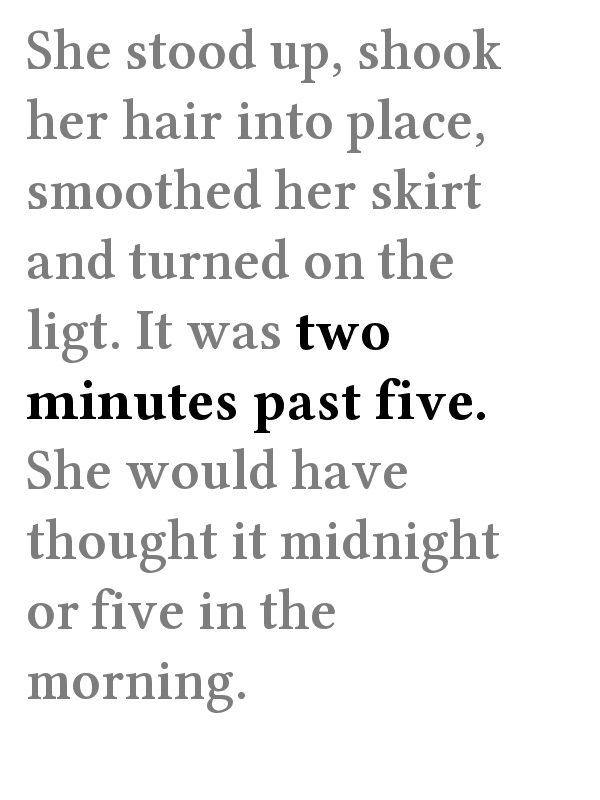 She stood up, shook
her hair into place,
smoothed her skirt
and turned on the
ligt. It was two
minutes past five.
She would have
thought it midnight
or five in the
morning.